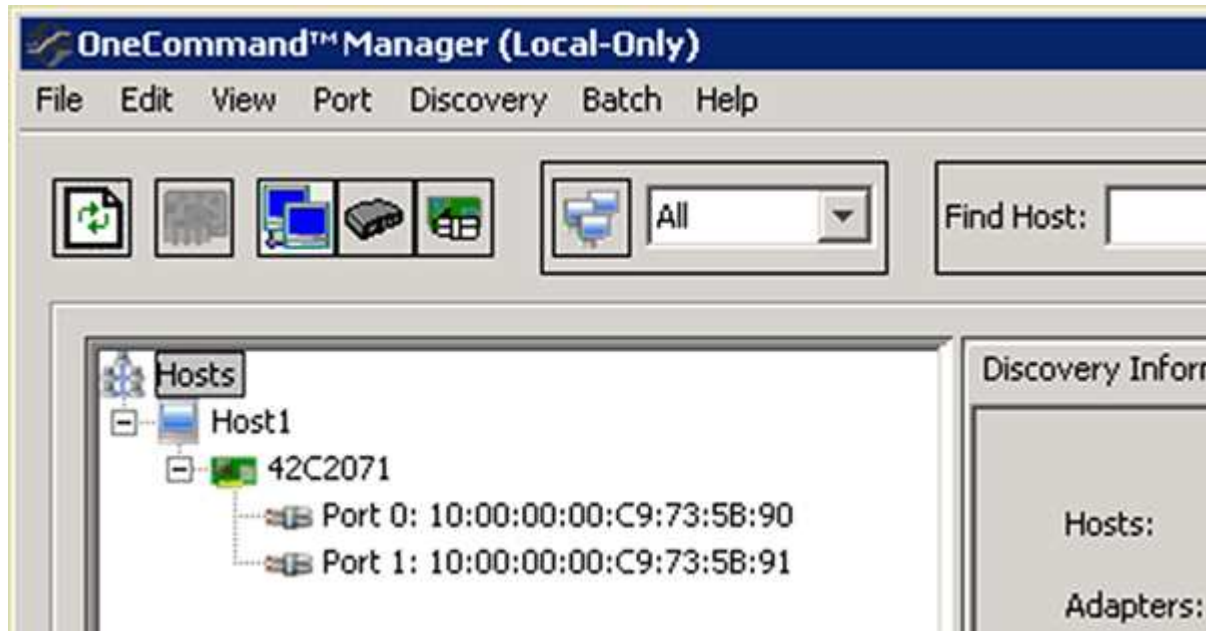 OneCommand™ Manager (Local-Only)
File Edit View Port Discovery Batch Help
All Find Host:
Hosts
Host1
42C2071
Port 0: 10:00:00:00:C9:73:5B:90
Port 1: 10:00:00:00:C9:73:5B:91
Discovery
Hosts:
Adapters: